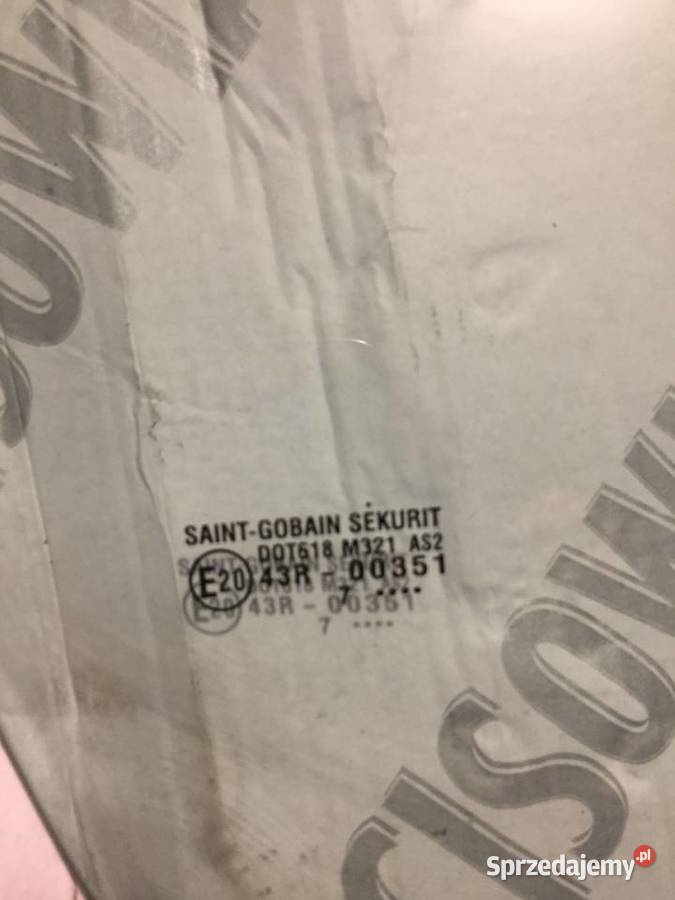 SAINT-GOBAIN SEKURIT
DOT618 M321 AS2
E20 43R - 00351
7 ••••
Sprzedajemy.pl